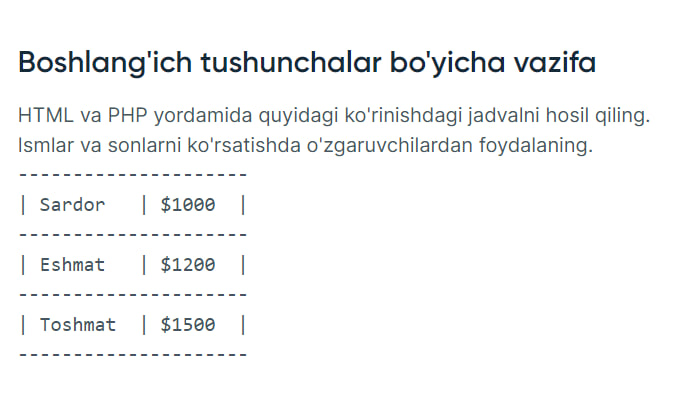 Boshlang'ich tushunchalar bo'yicha vazifa
HTML va PHP yordamida quyidagi ko'rinishdagi jadvalni hosil qiling.
Ismlar va sonlarni ko'rsatishda o'zgaruvchilardan foydalaning.
---------------------
| Sardor   | $1000  |
---------------------
| Eshmat   | $1200  |
---------------------
| Toshmat  | $1500  |
---------------------